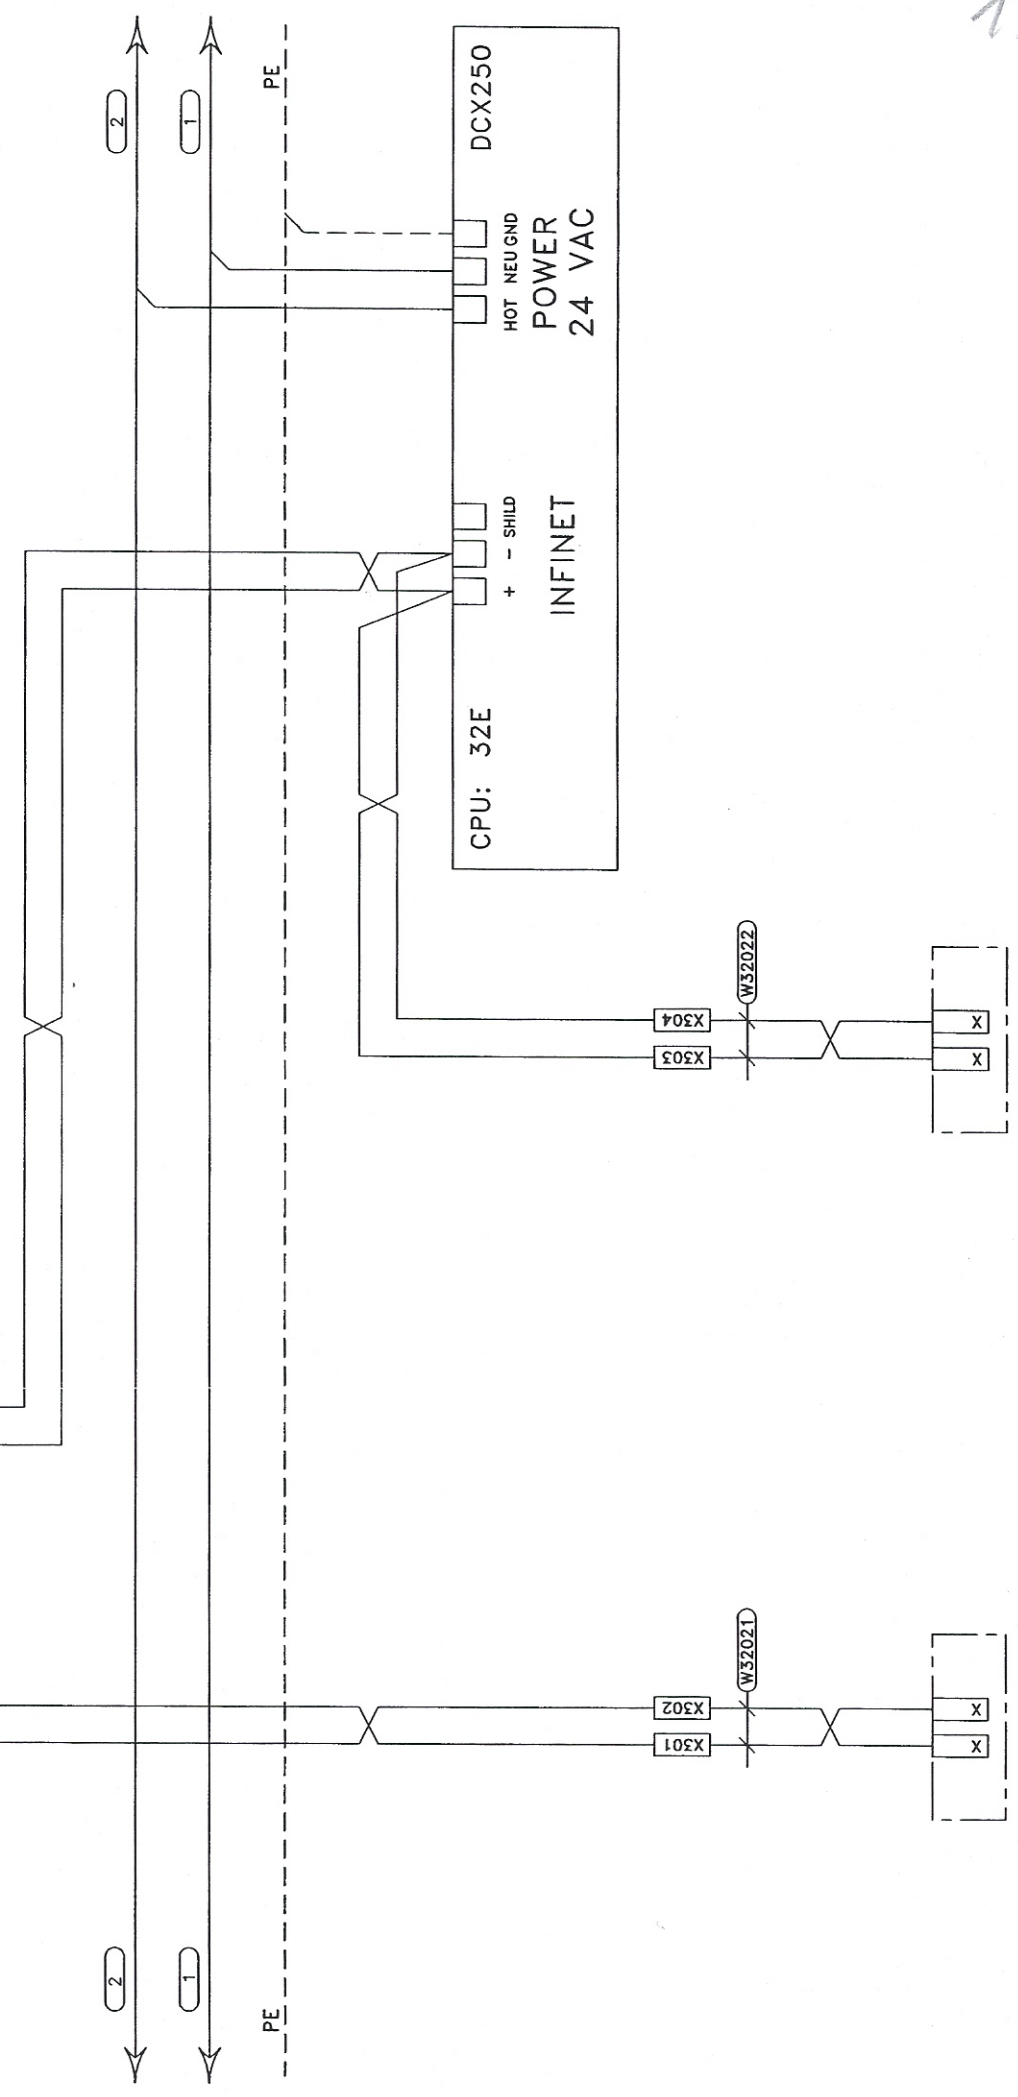 2 2
1 1
PE PE
CPU: 32E DCX250
+ - SHILD HOT NEU GND
POWER
INFINET
24 VAC
X301 X302 X303 X304
W32021 W32022
X X X X